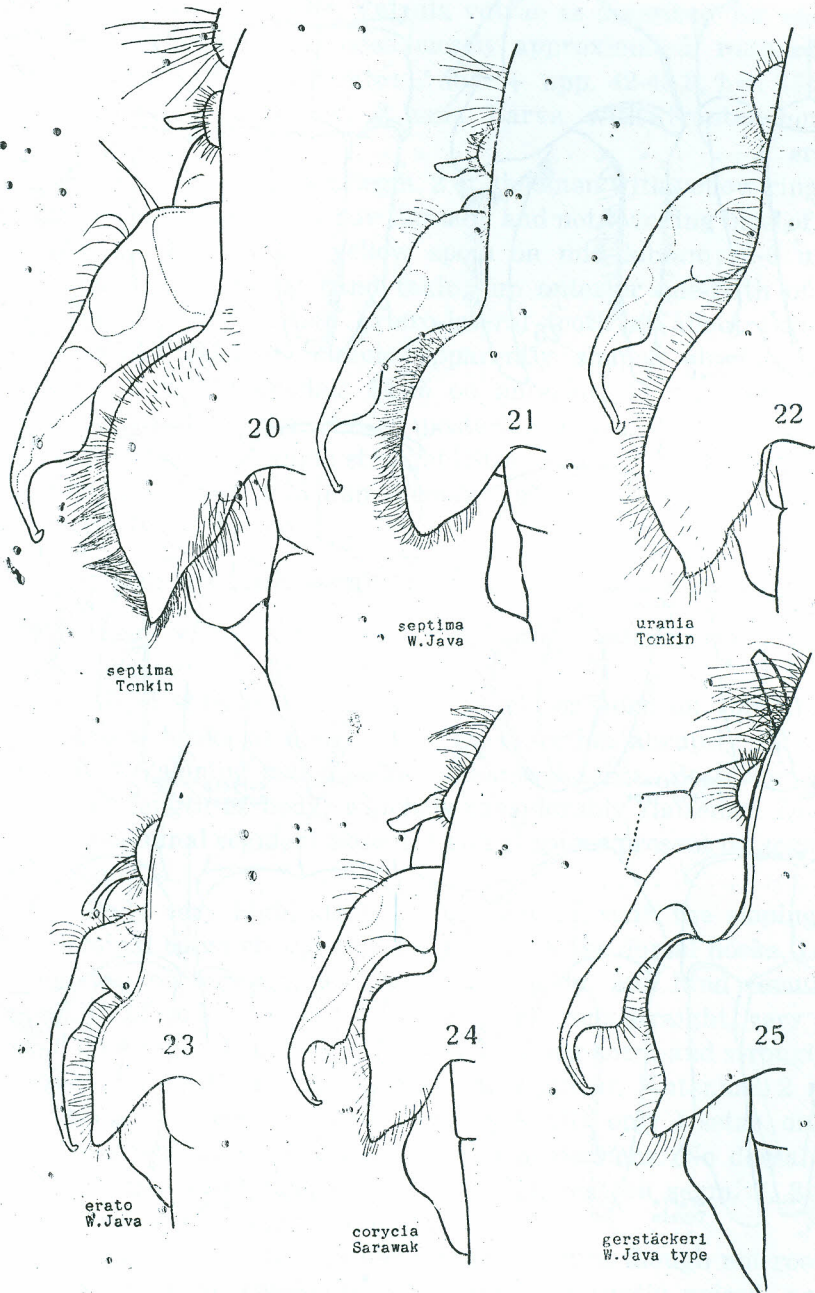 20
21
22
septima
Tonkin
septima
W.Java
urania
Tonkin
23
24
25
erato
W.Java
corycia
Sarawak
gerstäckeri
W.Java type